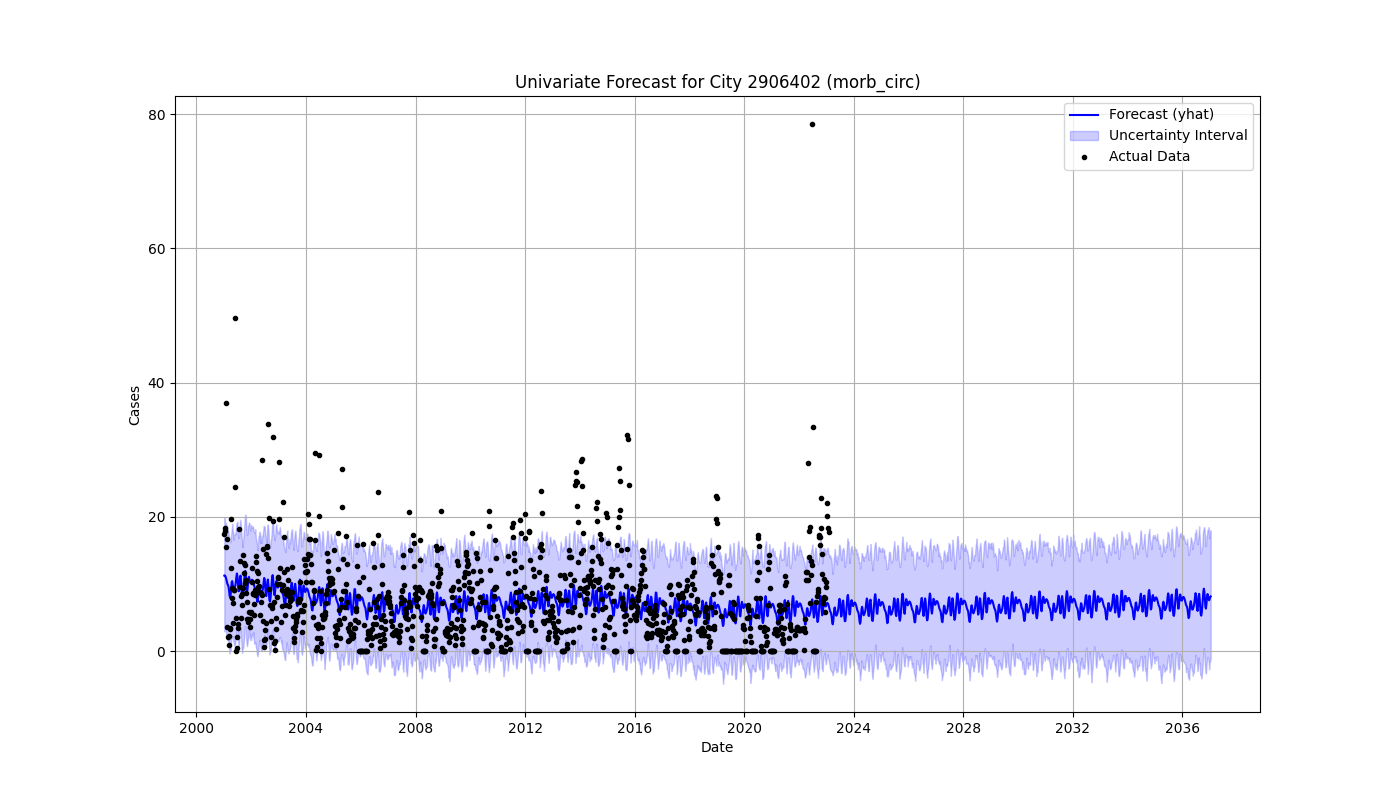 Univariate Forecast for City 2906402 (morb_circ)
Forecast (yhat)
Uncertainty Interval
Actual Data
80
60
40
20
0
Cases
2000 2004 2008 2012 2016 2020 2024 2028 2032 2036
Date